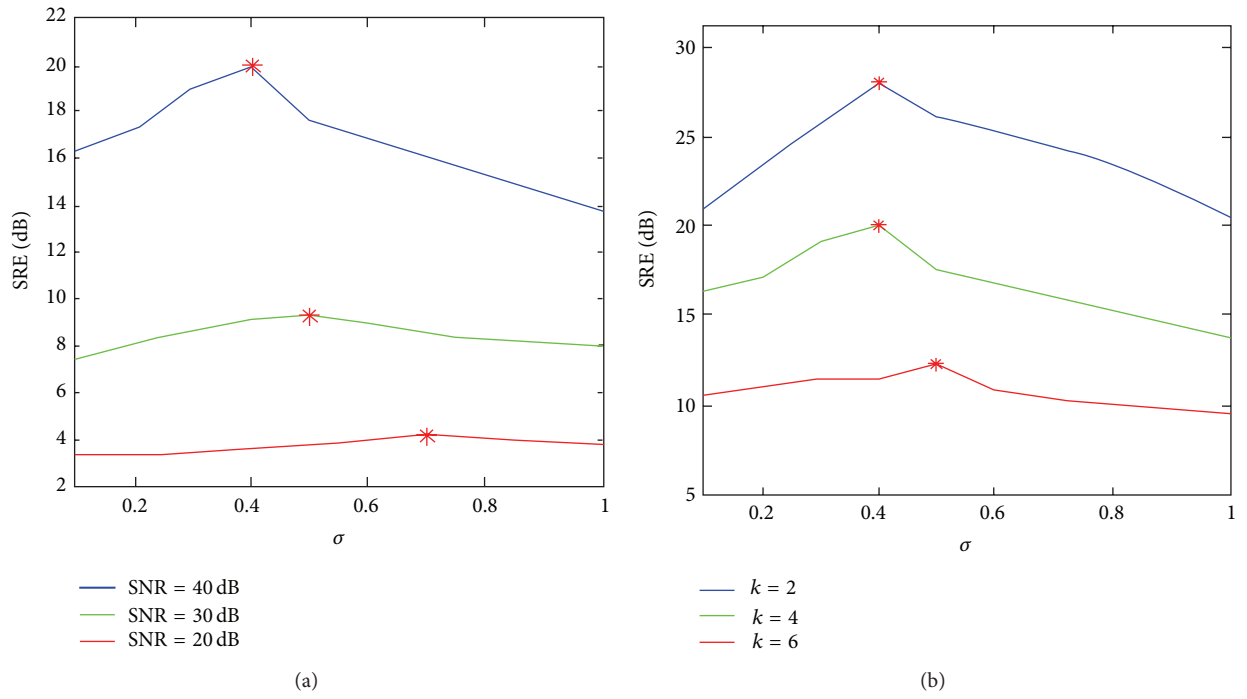 22
20
18
16
14
12
10
8
6
4
2
SRE (dB)
0.2
0.4
0.6
0.8
1
σ
SNR = 40 dB
SNR = 30 dB
SNR = 20 dB
(a)
30
25
20
15
10
5
SRE (dB)
0.2
0.4
0.6
0.8
1
σ
k = 2
k = 4
k = 6
(b)